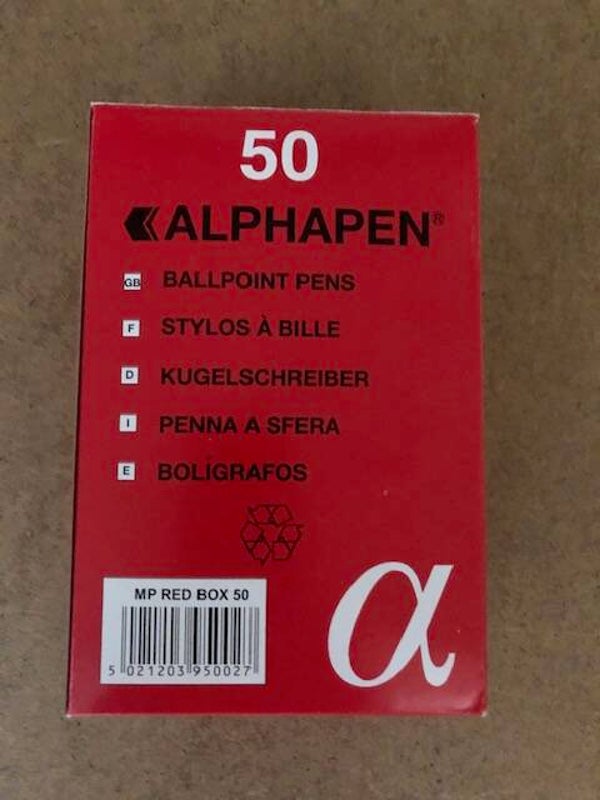 50
ALPHAPEN®
GB BALLPOINT PENS
F STYLOS À BILLE
D KUGELSCHREIBER
I PENNA A SFERA
E BOLÍGRAFOS
MP RED BOX 50
5 021203 950027
α